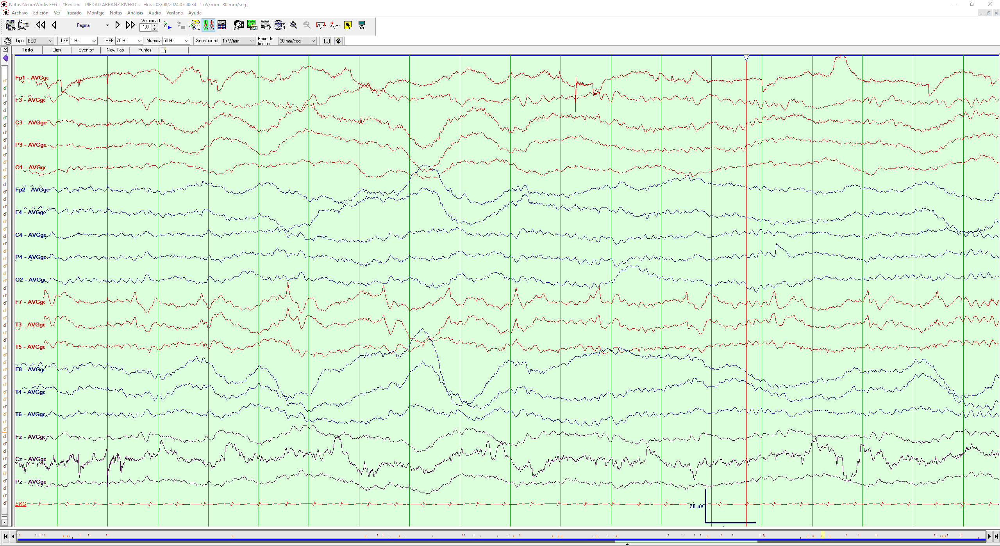 Natus NeuroWorks EEG - [*Revisar: PIEDAD ARRANZ RIVERO... Hora: 08/08/2024 07:00:34 1 uV/mm 30 mm/seg]
Archivo Edición Ver Trazado Montaje Notas Análisis Audio Ventana Ayuda
Página Velocidad 1,0
Tipo EEG LFF 1 Hz HFF 70 Hz Muesca 50 Hz Sensibilidad 1 uV/mm Base de tiempo 30 mm/seg {..}
Todo Clips Eventos New Tab Puntes
Fp1 - AVGgc
F3 - AVGgc
C3 - AVGgc
P3 - AVGgc
O1 - AVGgc
Fp2 - AVGgc
F4 - AVGgc
C4 - AVGgc
P4 - AVGgc
O2 - AVGgc
F7 - AVGgc
T3 - AVGgc
T5 - AVGgc
F8 - AVGgc
T4 - AVGgc
T6 - AVGgc
Fz - AVGgc
Cz - AVGgc
Pz - AVGgc
EKG
20 uV